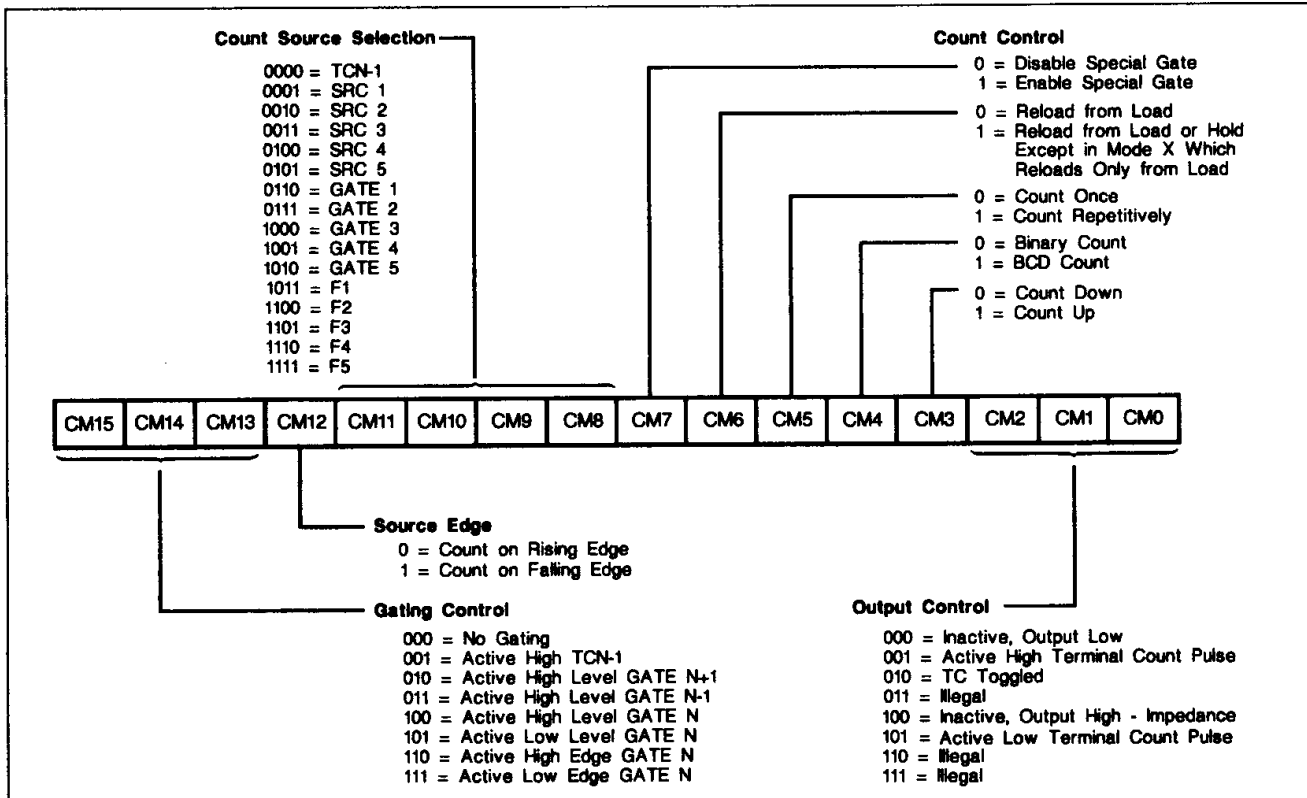 Count Source Selection
0000 = TCN-1
0001 = SRC 1
0010 = SRC 2
0011 = SRC 3
0100 = SRC 4
0101 = SRC 5
0110 = GATE 1
0111 = GATE 2
1000 = GATE 3
1001 = GATE 4
1010 = GATE 5
1011 = F1
1100 = F2
1101 = F3
1110 = F4
1111 = F5
Count Control
0 = Disable Special Gate
1 = Enable Special Gate
0 = Reload from Load
1 = Reload from Load or Hold
Except in Mode X Which
Reloads Only from Load
0 = Count Once
1 = Count Repetitively
0 = Binary Count
1 = BCD Count
0 = Count Down
1 = Count Up
CM15 CM14 CM13 CM12 CM11 CM10 CM9 CM8 CM7 CM6 CM5 CM4 CM3 CM2 CM1 CM0
Source Edge
0 = Count on Rising Edge
1 = Count on Falling Edge
Gating Control
000 = No Gating
001 = Active High TCN-1
010 = Active High Level GATE N+1
011 = Active High Level GATE N-1
100 = Active High Level GATE N
101 = Active Low Level GATE N
110 = Active High Edge GATE N
111 = Active Low Edge GATE N
Output Control
000 = Inactive, Output Low
001 = Active High Terminal Count Pulse
010 = TC Toggled
011 = Illegal
100 = Inactive, Output High - Impedance
101 = Active Low Terminal Count Pulse
110 = Illegal
111 = Illegal